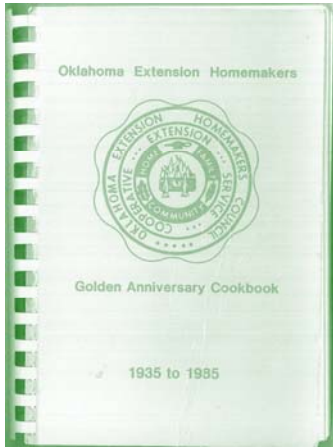 Oklahoma Extension Homemakers
OKLAHOMA EXTENSION HOMEMAKERS COUNCIL
COOPERATIVE EXTENSION SERVICE
HOME FAMILY
COMMUNITY
Golden Anniversary Cookbook
1935 to 1985